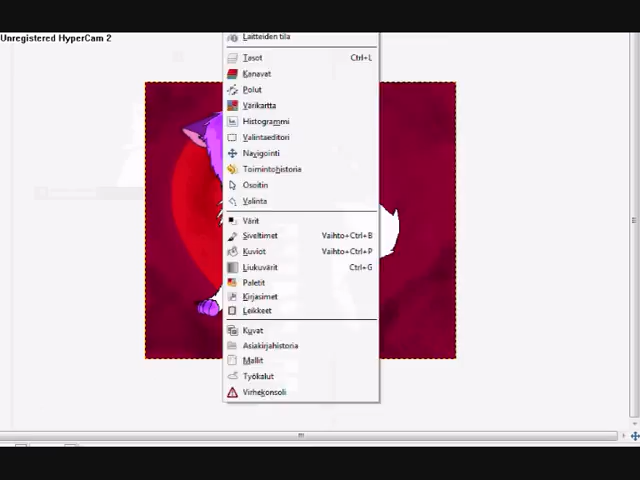 Unregistered HyperCam 2
Laitteiden tila
Tasot Ctrl+L
Kanavat
Polut
Värikartta
Histogrammi
Valintaeditori
Navigointi
Toimintohistoria
Osoitin
Valinta
Värit
Siveltimet Vaihto+Ctrl+B
Kuviot Vaihto+Ctrl+P
Liukuvärit Ctrl+G
Paletit
Kirjasimet
Leikkeet
Kuvat
Asiakirjahistoria
Mallit
Työkalut
Virhekonsoli